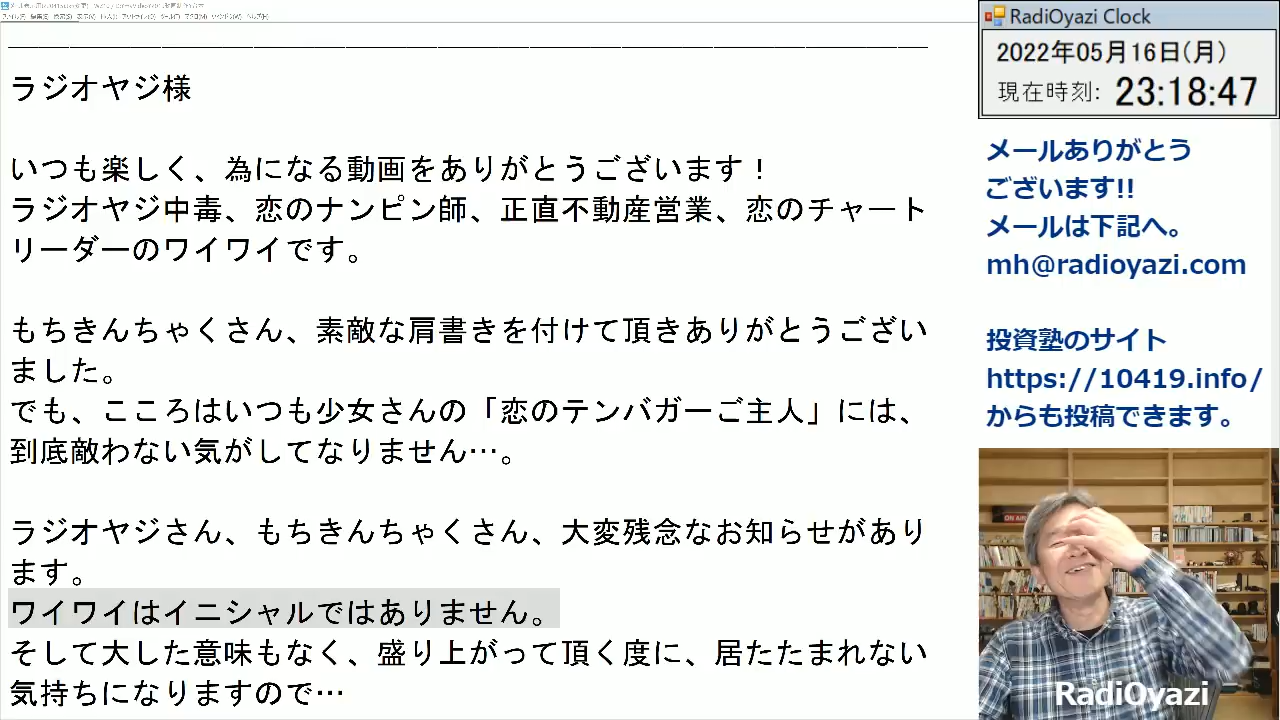 ラジオヤジ様
いつも楽しく、為になる動画をありがとうございます！
ラジオヤジ中毒、恋のナンピン師、正直不動産営業、恋のチャート
リーダーのワイワイです。
もちきんちゃくさん、素敵な肩書きを付けて頂きありがとうござい
ました。
でも、こころはいつも少女さんの「恋のテンバガーご主人」には、
到底敵わない気がしてなりません…。
ラジオヤジさん、もちきんちゃくさん、大変残念なお知らせがあり
ます。
ワイワイはイニシャルではありません。
そして大した意味もなく、盛り上がって頂く度に、居たたまれない
気持ちになりますので…
RadiOyazi Clock
2022年05月16日(月)
現在時刻: 23:18:47
メールありがとう
ございます!!
メールは下記へ。
mh@radioyazi.com
投資塾のサイト
https://10419.info/
からも投稿できます。
ON AIR
RadiOyazi